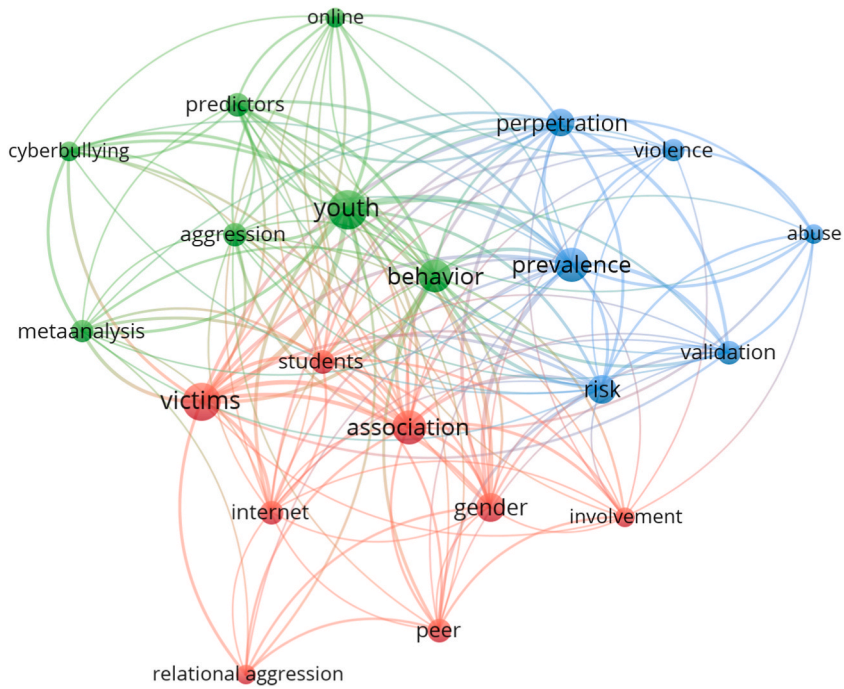 online
predictors
perpetration
cyberbullying
violence
youth
aggression
abuse
behavior
prevalence
metaanalysis
students
validation
victims
risk
association
internet
gender
involvement
peer
relational aggression